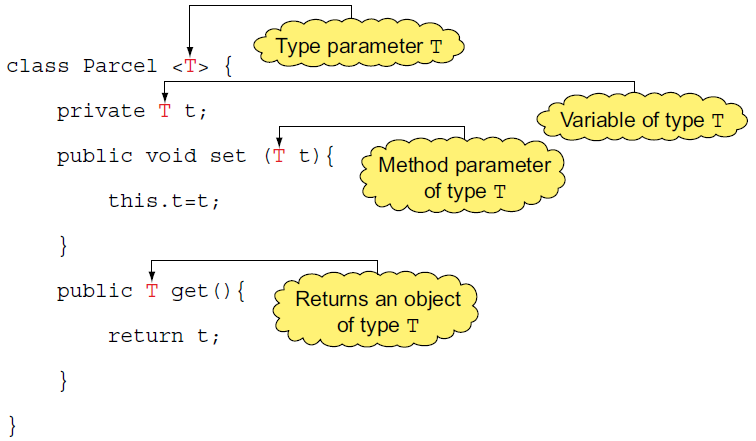 Type parameter T
class Parcel <T> {
private T t;
Variable of type T
public void set (T t){
Method parameter
of type T
this.t=t;
}
public T get(){
Returns an object
of type T
return t;
}
}